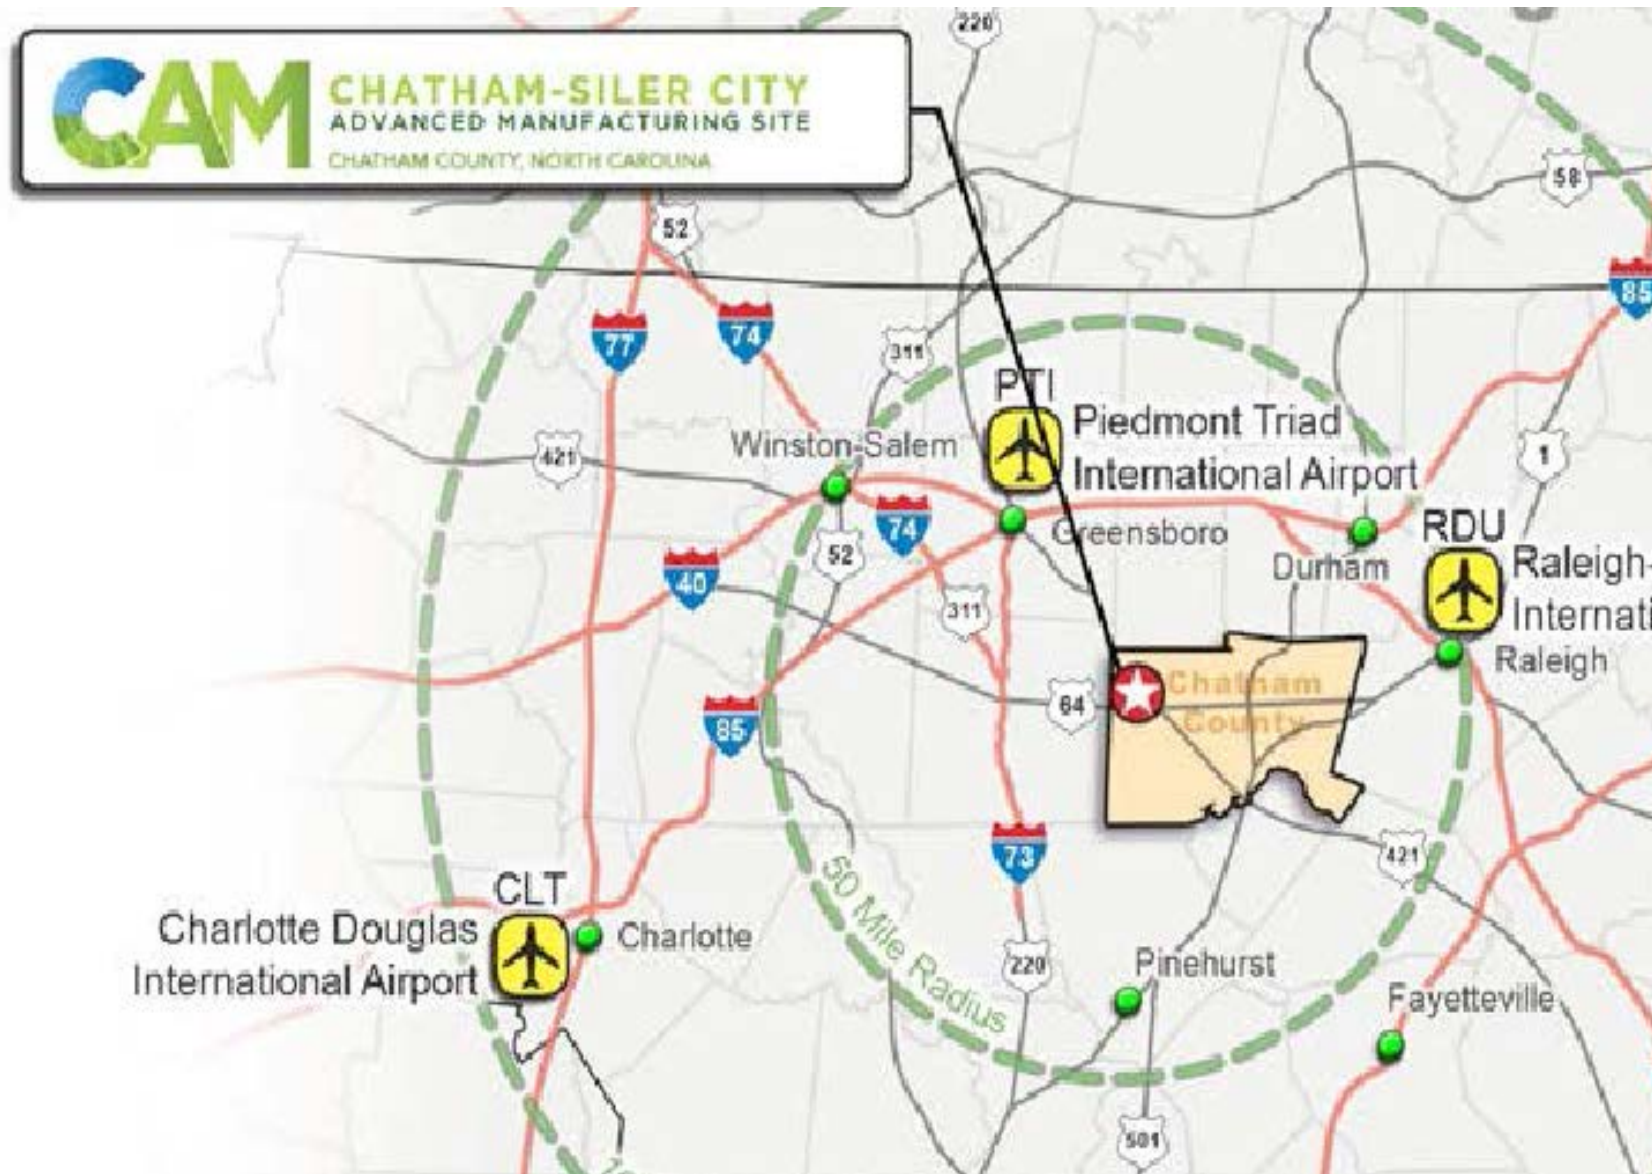 CAM
CHATHAM-SILER CITY
ADVANCED MANUFACTURING SITE
CHATHAM COUNTY, NORTH CAROLINA
220
58
52
85
77
74
311
PTI
Piedmont Triad
International Airport
Winston-Salem
421
1
74
Greensboro
RDU
Raleigh-
Internati
52
Durham
40
311
Raleigh
64
Chatham
County
85
73
421
50 Mile Radius
CLT
Charlotte Douglas
International Airport
Charlotte
220
Pinehurst
Fayetteville
501